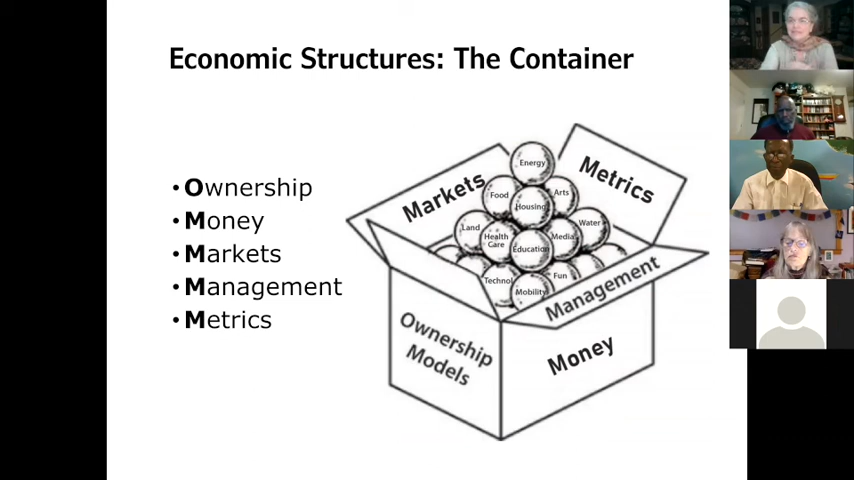 Economic Structures: The Container
• Ownership
• Money
• Markets
• Management
• Metrics
Markets
Metrics
Energy
Food
Arts
Housing
Land
Water
Health
Care
Media
Education
Technol
Fun
Mobility
Management
Ownership
Models
Money